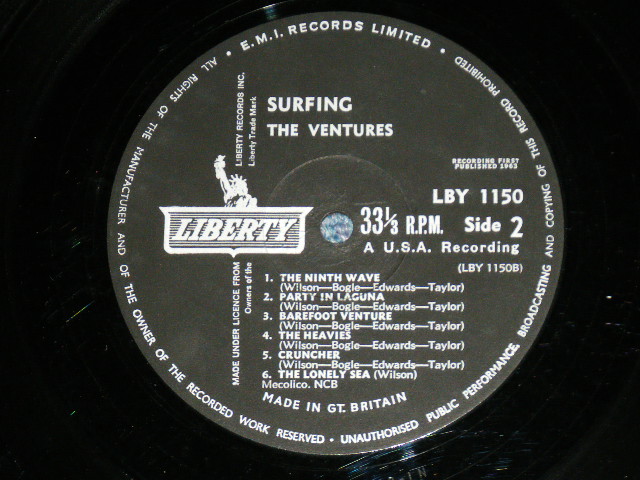 E.M.I. RECORDS LIMITED •
ALL RIGHTS OF THE MANUFACTURER AND OF THE OWNER OF THE RECORDED WORK RESERVED • UNAUTHORISED PUBLIC PERFORMANCE, BROADCASTING AND COPYING OF THIS RECORD PROHIBITED
SURFING
THE VENTURES
LIBERTY RECORDS INC.
Liberty Trade Mark
RECORDING FIRST
PUBLISHED 1963
LBY 1150
LIBERTY
33⅓ R.P.M. Side 2
A U.S.A. Recording
(LBY 1150B)
MADE UNDER LICENCE FROM
Owners of the
1. THE NINTH WAVE
(Wilson—Bogle—Edwards—Taylor)
2. PARTY IN LAGUNA
(Wilson—Bogle—Edwards—Taylor)
3. BAREFOOT VENTURE
(Wilson—Bogle—Edwards—Taylor)
4. THE HEAVIES
(Wilson—Bogle—Edwards—Taylor)
5. CRUNCHER
(Wilson—Bogle—Edwards—Taylor)
6. THE LONELY SEA (Wilson)
Mecolico. NCB
MADE IN GT. BRITAIN